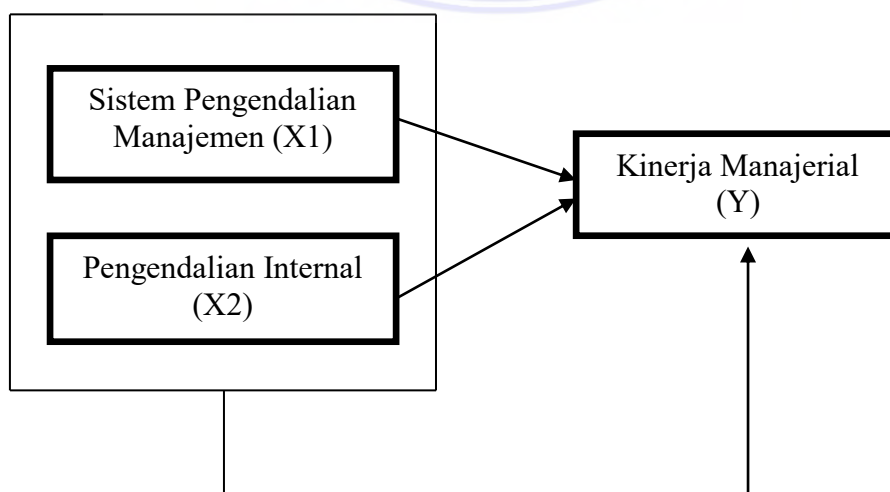 Sistem Pengendalian
Manajemen (X1)
Kinerja Manajerial
(Y)
Pengendalian Internal
(X2)